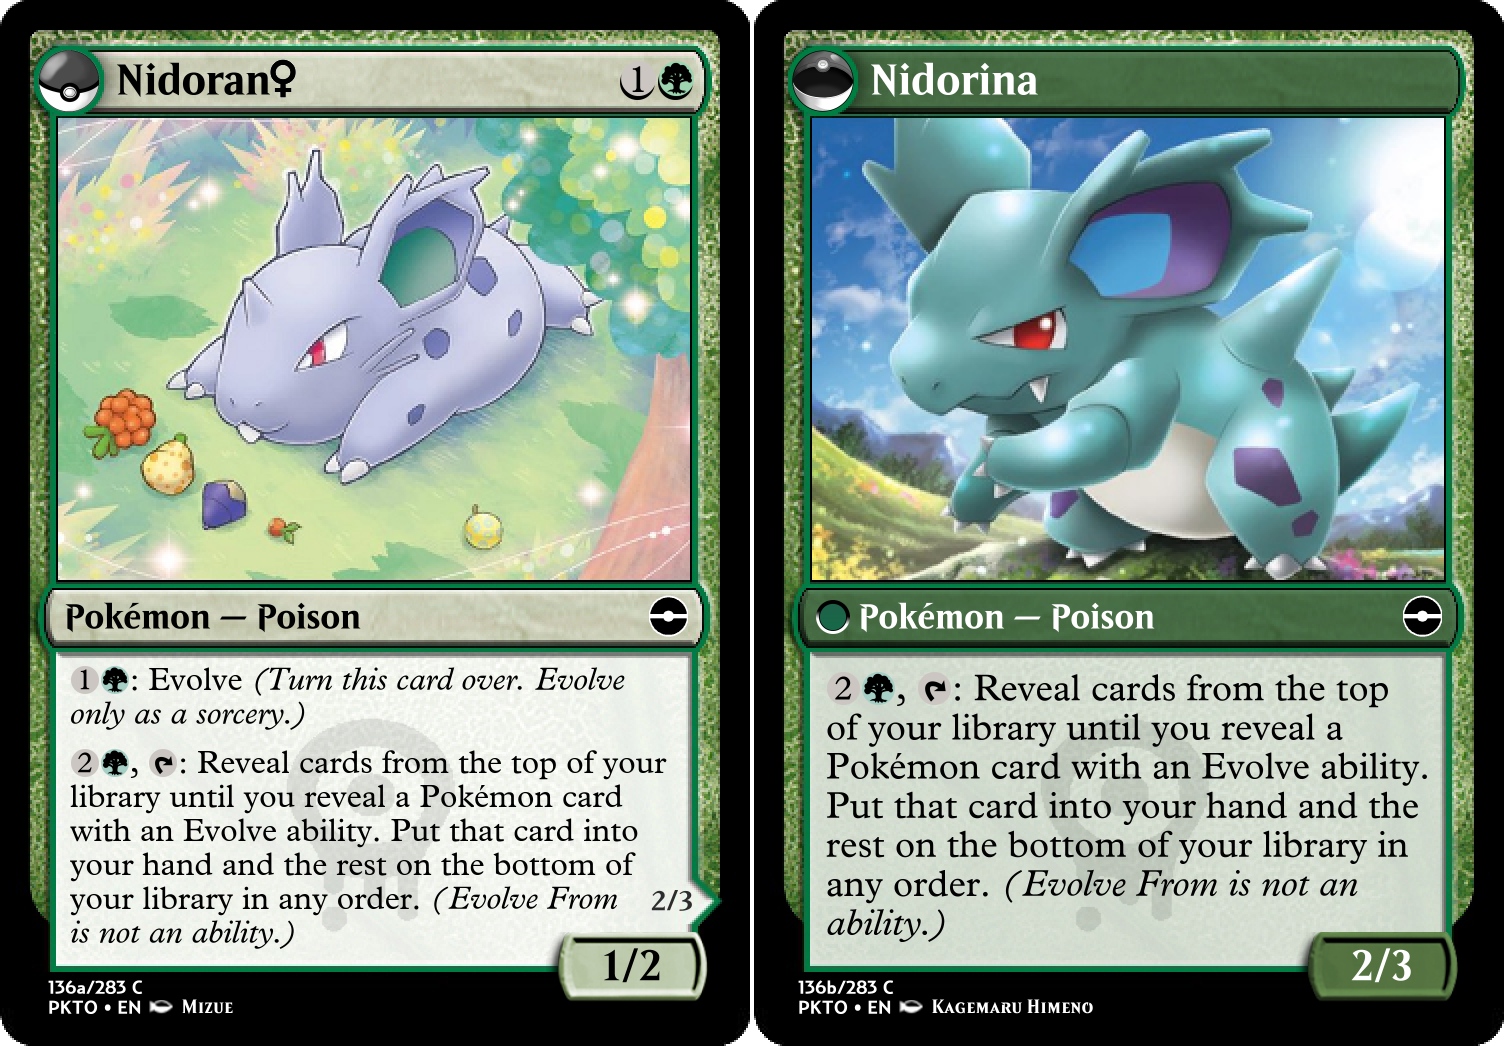 Nidoran♀ 1
Pokémon — Poison
1: Evolve (Turn this card over. Evolve
only as a sorcery.)
2, : Reveal cards from the top of your
library until you reveal a Pokémon card
with an Evolve ability. Put that card into
your hand and the rest on the bottom of
your library in any order. (Evolve From
is not an ability.)
2/3
1/2
136a/283 C
PKTO • EN Mizue
Nidorina
Pokémon — Poison
2, : Reveal cards from the top
of your library until you reveal a
Pokémon card with an Evolve ability.
Put that card into your hand and the
rest on the bottom of your library in
any order. (Evolve From is not an
ability.)
2/3
136b/283 C
PKTO • EN Kagemaru Himeno